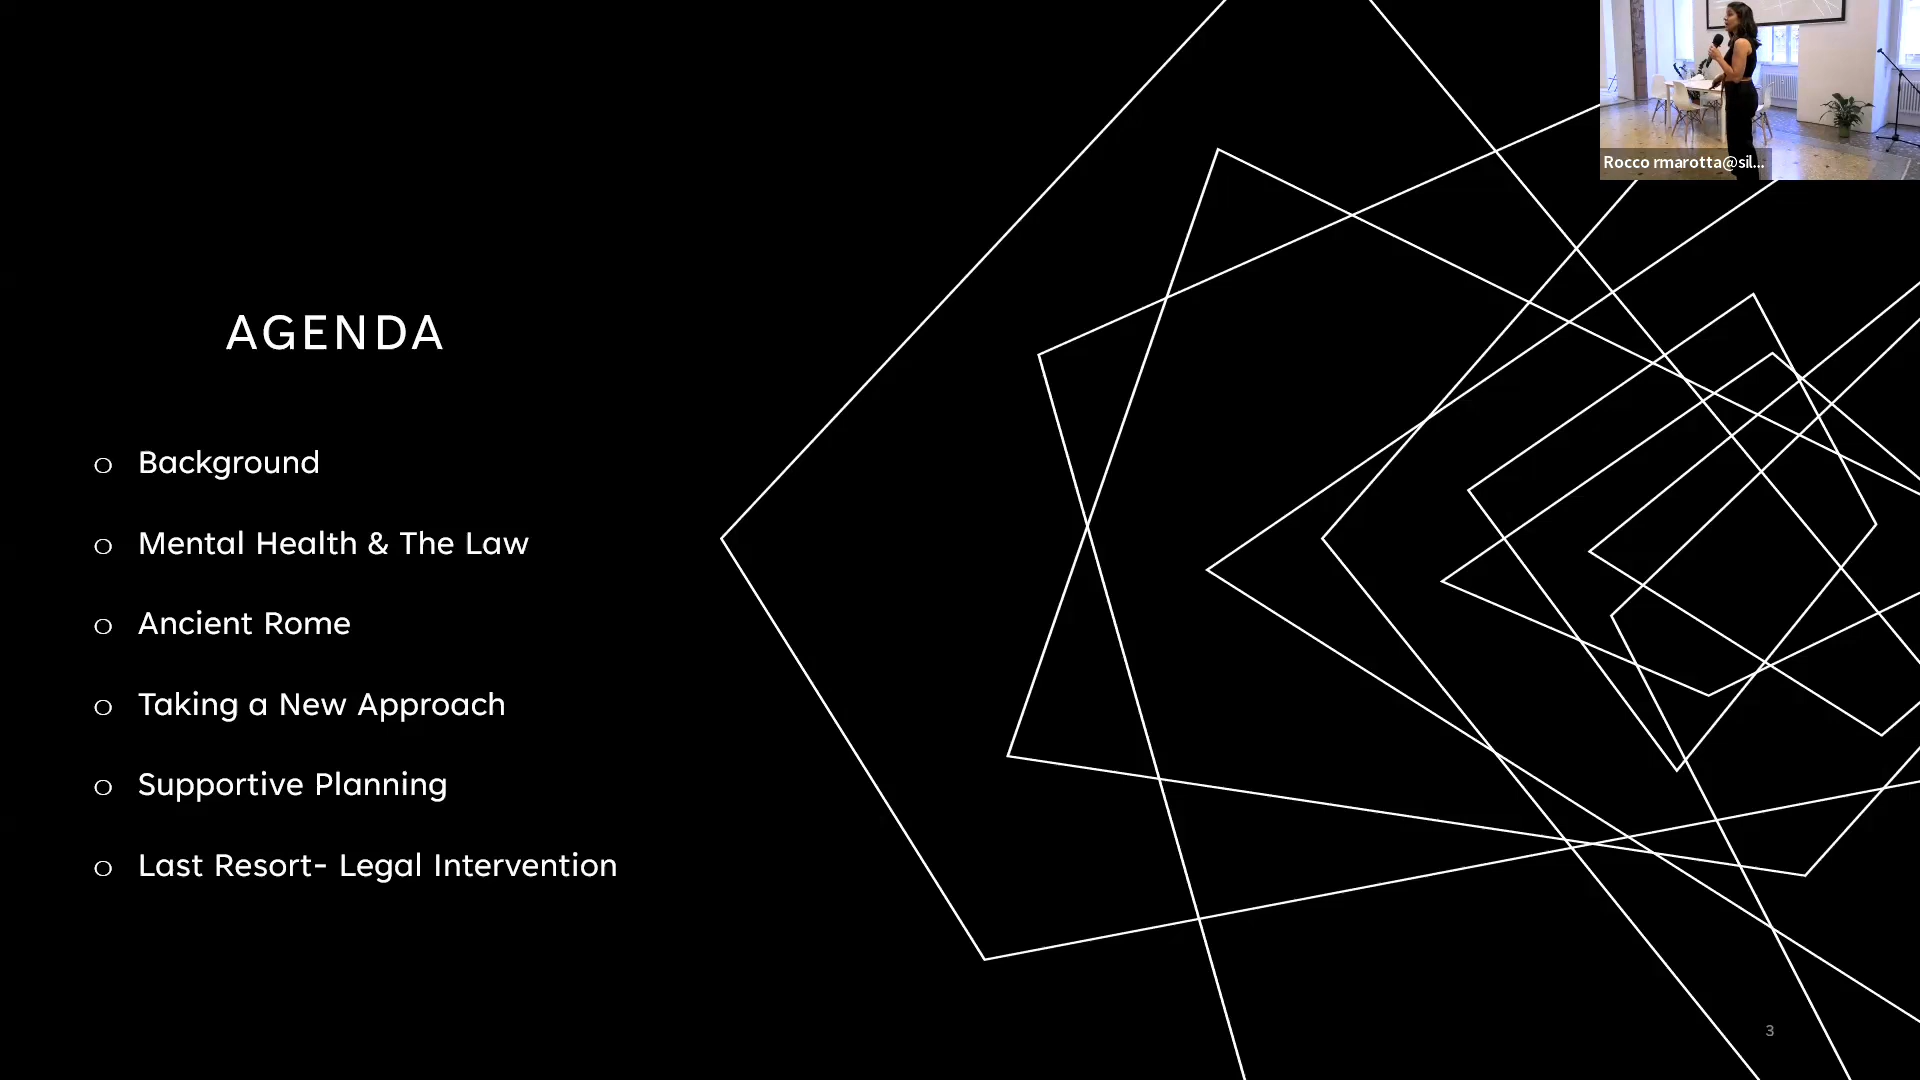 Rocco rmarotta@sil...
AGENDA
o Background
o Mental Health & The Law
o Ancient Rome
o Taking a New Approach
o Supportive Planning
o Last Resort- Legal Intervention
3